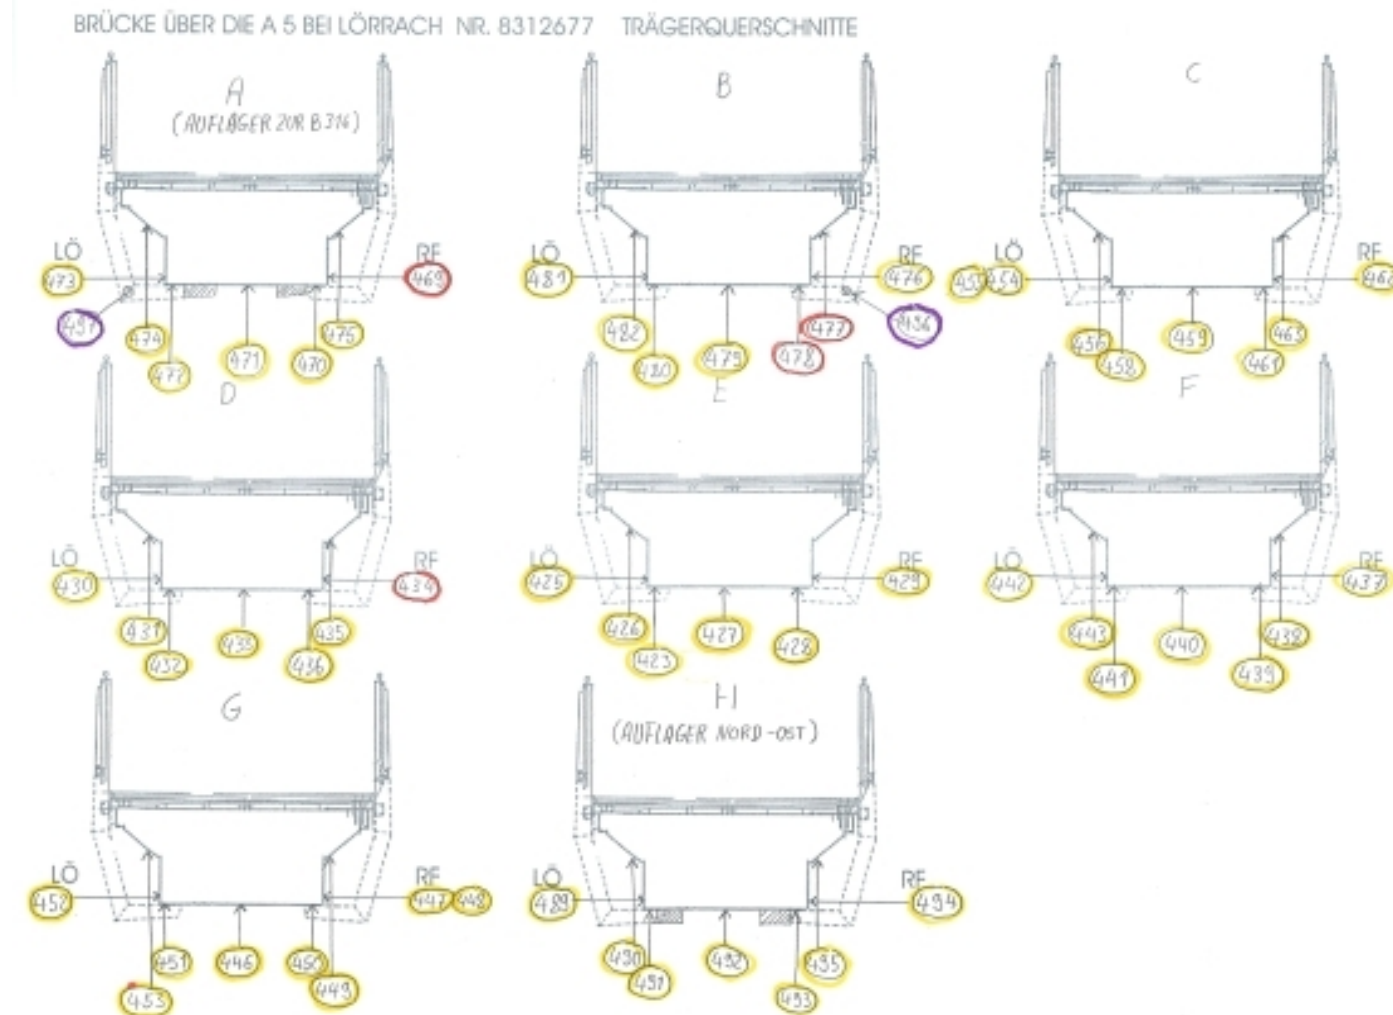 BRÜCKE ÜBER DIE A 5 BEI LÖRRACH NR. 8312677 TRÄGERQUERSCHNITTE
A B C
(AUFLAGER ZUR B 316)
LÖ RF LÖ RF LÖ RF
473 469 481 476 454 462
474 475 482 477 496 456 459 463
472 471 470 480 479 478 458 461
D E F
LÖ RF LÖ RF LÖ RF
430 434 425 429 442 437
431 433 435 426 427 428 443 440 438
432 436 423 441 439
G H
(AUFLAGER NORD-OST)
LÖ RF LÖ RF
452 447 448 489 494
451 446 450 490 492 495
453 449 491 493